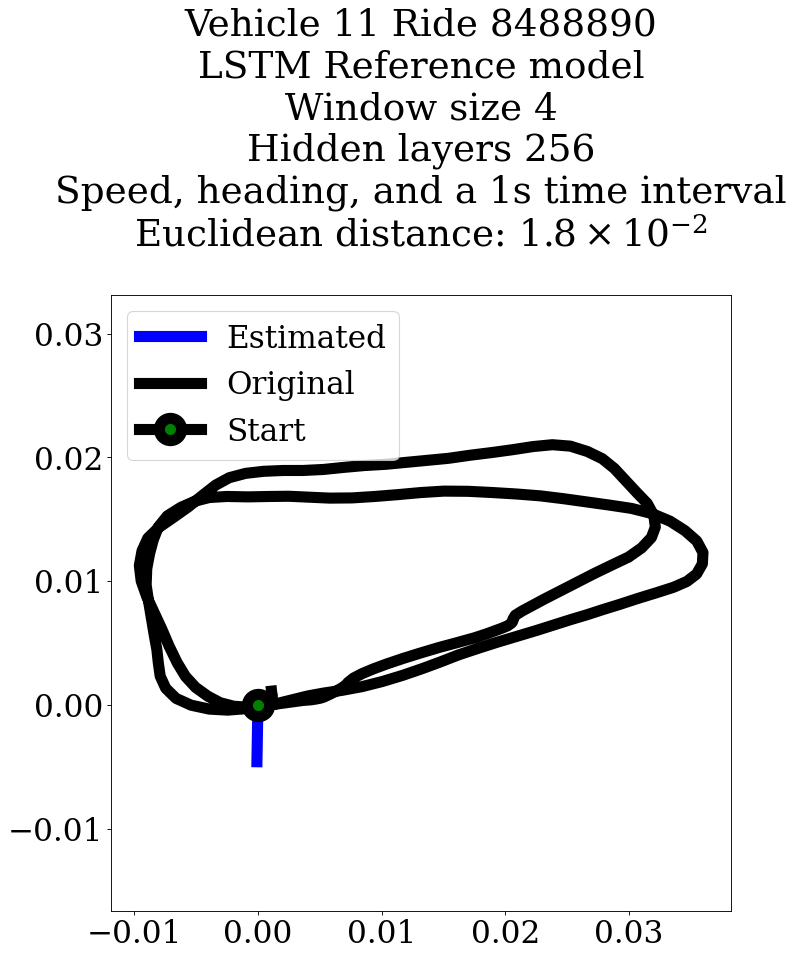 Vehicle 11 Ride 8488890
LSTM Reference model
Window size 4
Hidden layers 256
Speed, heading, and a 1s time interval
Euclidean distance: 1.8 × 10⁻²
Estimated
Original
Start
0.03
0.02
0.01
0.00
−0.01
−0.01 0.00 0.01 0.02 0.03